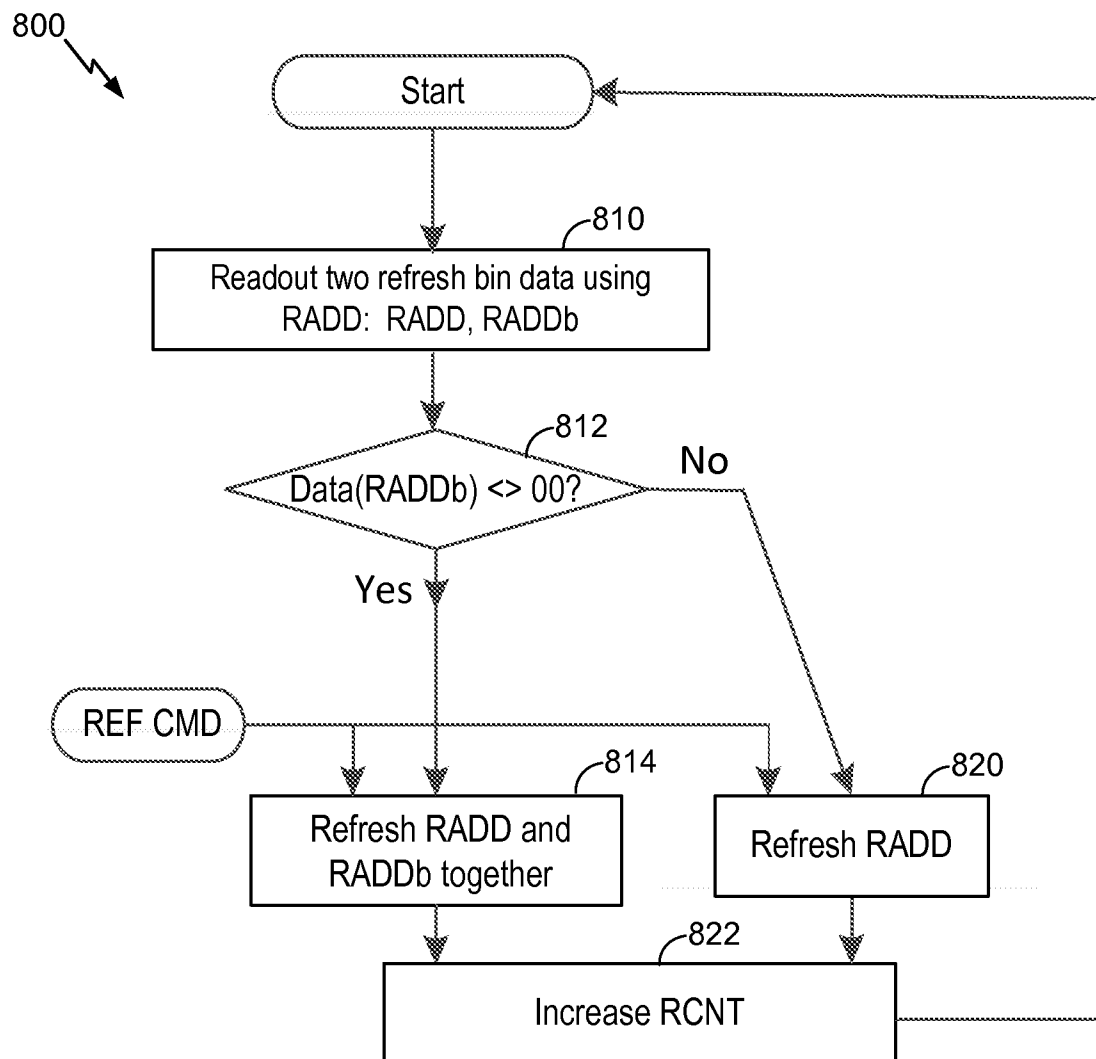 800
Start
810
Readout two refresh bin data using
RADD: RADD, RADDb
812
Data(RADDb) <> 00?
No
Yes
REF CMD
814
Refresh RADD and
RADDb together
820
Refresh RADD
822
Increase RCNT